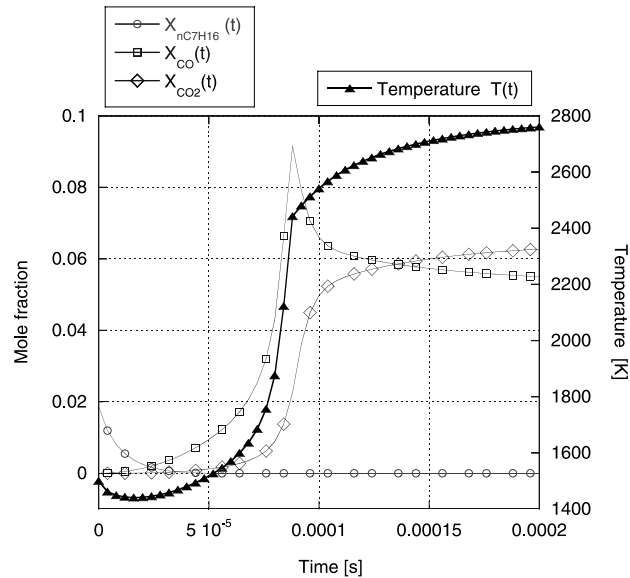 X_nC7H16 (t)
X_CO(t)
X_CO2(t)
Temperature T(t)
0.1
0.08
0.06
0.04
0.02
0
2800
2600
2400
2200
2000
1800
1600
1400
Mole fraction
Temperature [K]
0
5 10^-5
0.0001
0.00015
0.0002
Time [s]